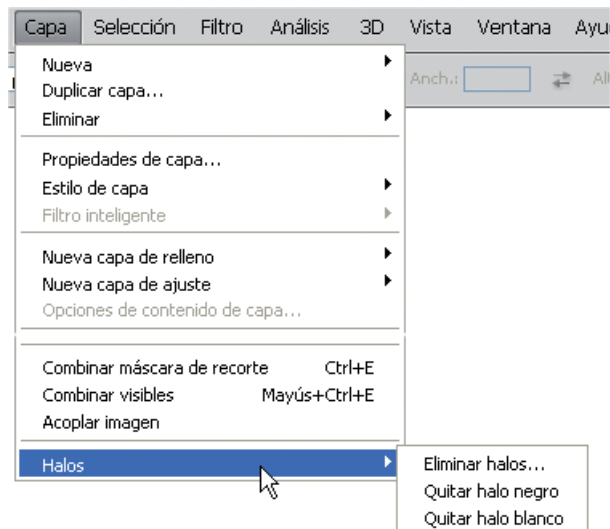 Capa Selección Filtro Análisis 3D Vista Ventana
Anch.:
Nueva
Duplicar capa...
Eliminar
Propiedades de capa...
Estilo de capa
Filtro inteligente
Nueva capa de relleno
Nueva capa de ajuste
Opciones de contenido de capa...
Combinar máscara de recorte Ctrl+E
Combinar visibles Mayús+Ctrl+E
Acoplar imagen
Halos
Eliminar halos...
Quitar halo negro
Quitar halo blanco